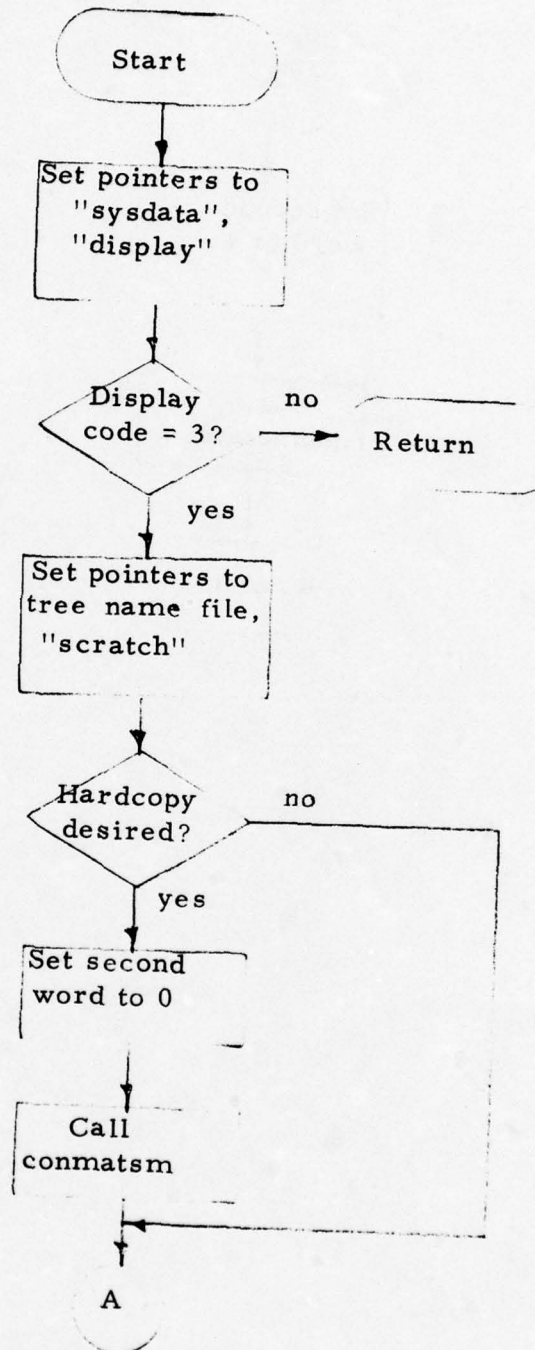 Start
Set pointers to
"sysdata",
"display"
Display
code = 3?
no
Return
yes
Set pointers to
tree name file,
"scratch"
Hardcopy
desired?
no
yes
Set second
word to 0
Call
conmatsm
A